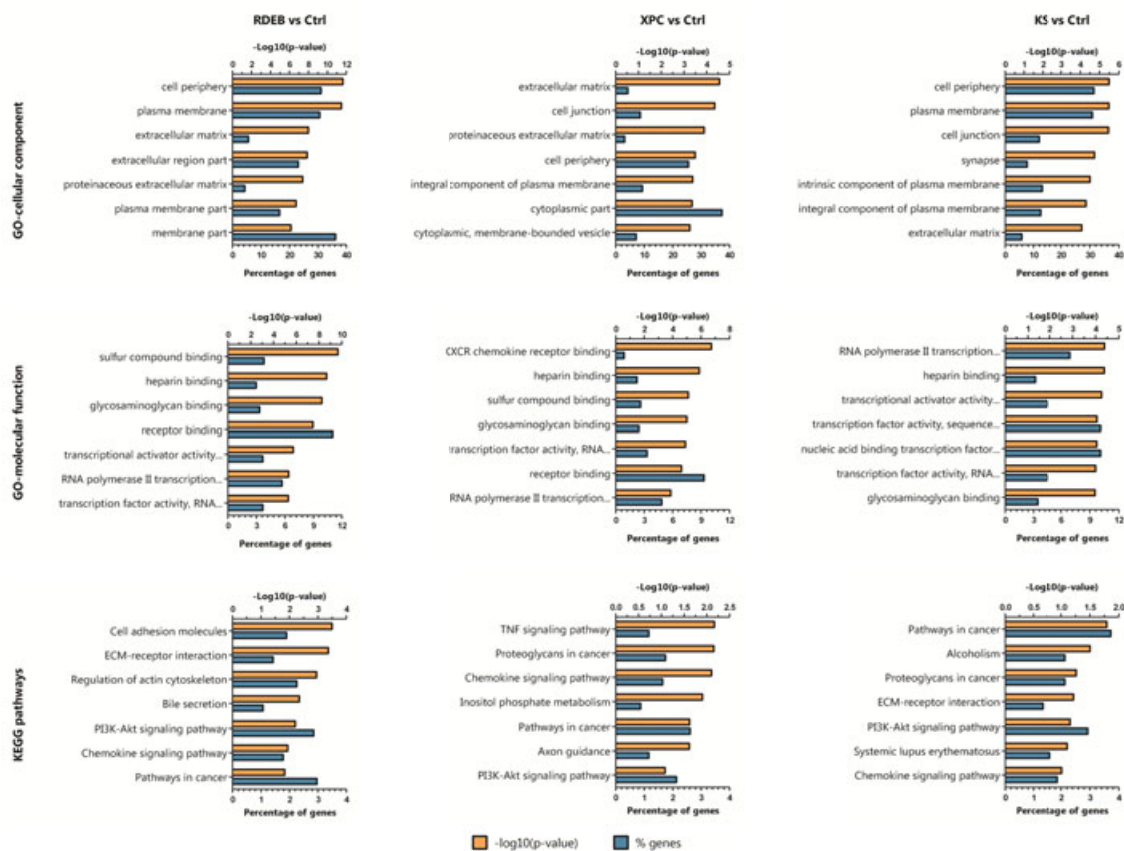 RDEB vs Ctrl
XPC vs Ctrl
KS vs Ctrl
GO-cellular component
-Log10(p-value)
0 2 4 6 8 10 12
cell periphery
plasma membrane
extracellular matrix
extracellular region part
proteinaceous extracellular matrix
plasma membrane part
membrane part
0 10 20 30 40
Percentage of genes
-Log10(p-value)
0 1 2 3 4 5
extracellular matrix
cell junction
proteinaceous extracellular matrix
cell periphery
integral component of plasma membrane
cytoplasmic part
cytoplasmic, membrane-bounded vesicle
0 10 20 30 40
Percentage of genes
-Log10(p-value)
0 1 2 3 4 5 6
cell periphery
plasma membrane
cell junction
synapse
intrinsic component of plasma membrane
integral component of plasma membrane
extracellular matrix
0 10 20 30 40
Percentage of genes
GO-molecular function
-Log10(p-value)
0 2 4 6 8 10
sulfur compound binding
heparin binding
glycosaminoglycan binding
receptor binding
transcriptional activator activity...
RNA polymerase II transcription...
transcription factor activity, RNA...
0 3 6 9 12
Percentage of genes
-Log10(p-value)
0 2 4 6 8
CXCR chemokine receptor binding
heparin binding
sulfur compound binding
glycosaminoglycan binding
transcription factor activity, RNA...
receptor binding
RNA polymerase II transcription...
0 3 6 9 12
Percentage of genes
-Log10(p-value)
0 1 2 3 4 5
RNA polymerase II transcription...
heparin binding
transcriptional activator activity...
transcription factor activity, sequence...
nucleic acid binding transcription factor...
transcription factor activity, RNA...
glycosaminoglycan binding
0 3 6 9 12
Percentage of genes
KEGG pathways
-Log10(p-value)
0 1 2 3 4
Cell adhesion molecules
ECM-receptor interaction
Regulation of actin cytoskeleton
Bile secretion
PI3K-Akt signaling pathway
Chemokine signaling pathway
Pathways in cancer
0 1 2 3 4
Percentage of genes
-Log10(p-value)
0.0 0.5 1.0 1.5 2.0 2.5
TNF signaling pathway
Proteoglycans in cancer
Chemokine signaling pathway
Inositol phosphate metabolism
Pathways in cancer
Axon guidance
PI3K-Akt signaling pathway
0 1 2 3 4
Percentage of genes
-Log10(p-value)
0.0 0.5 1.0 1.5 2.0
Pathways in cancer
Alcoholism
Proteoglycans in cancer
ECM-receptor interaction
PI3K-Akt signaling pathway
Systemic lupus erythematosus
Chemokine signaling pathway
0 1 2 3 4
Percentage of genes
-log10(p-value)
% genes